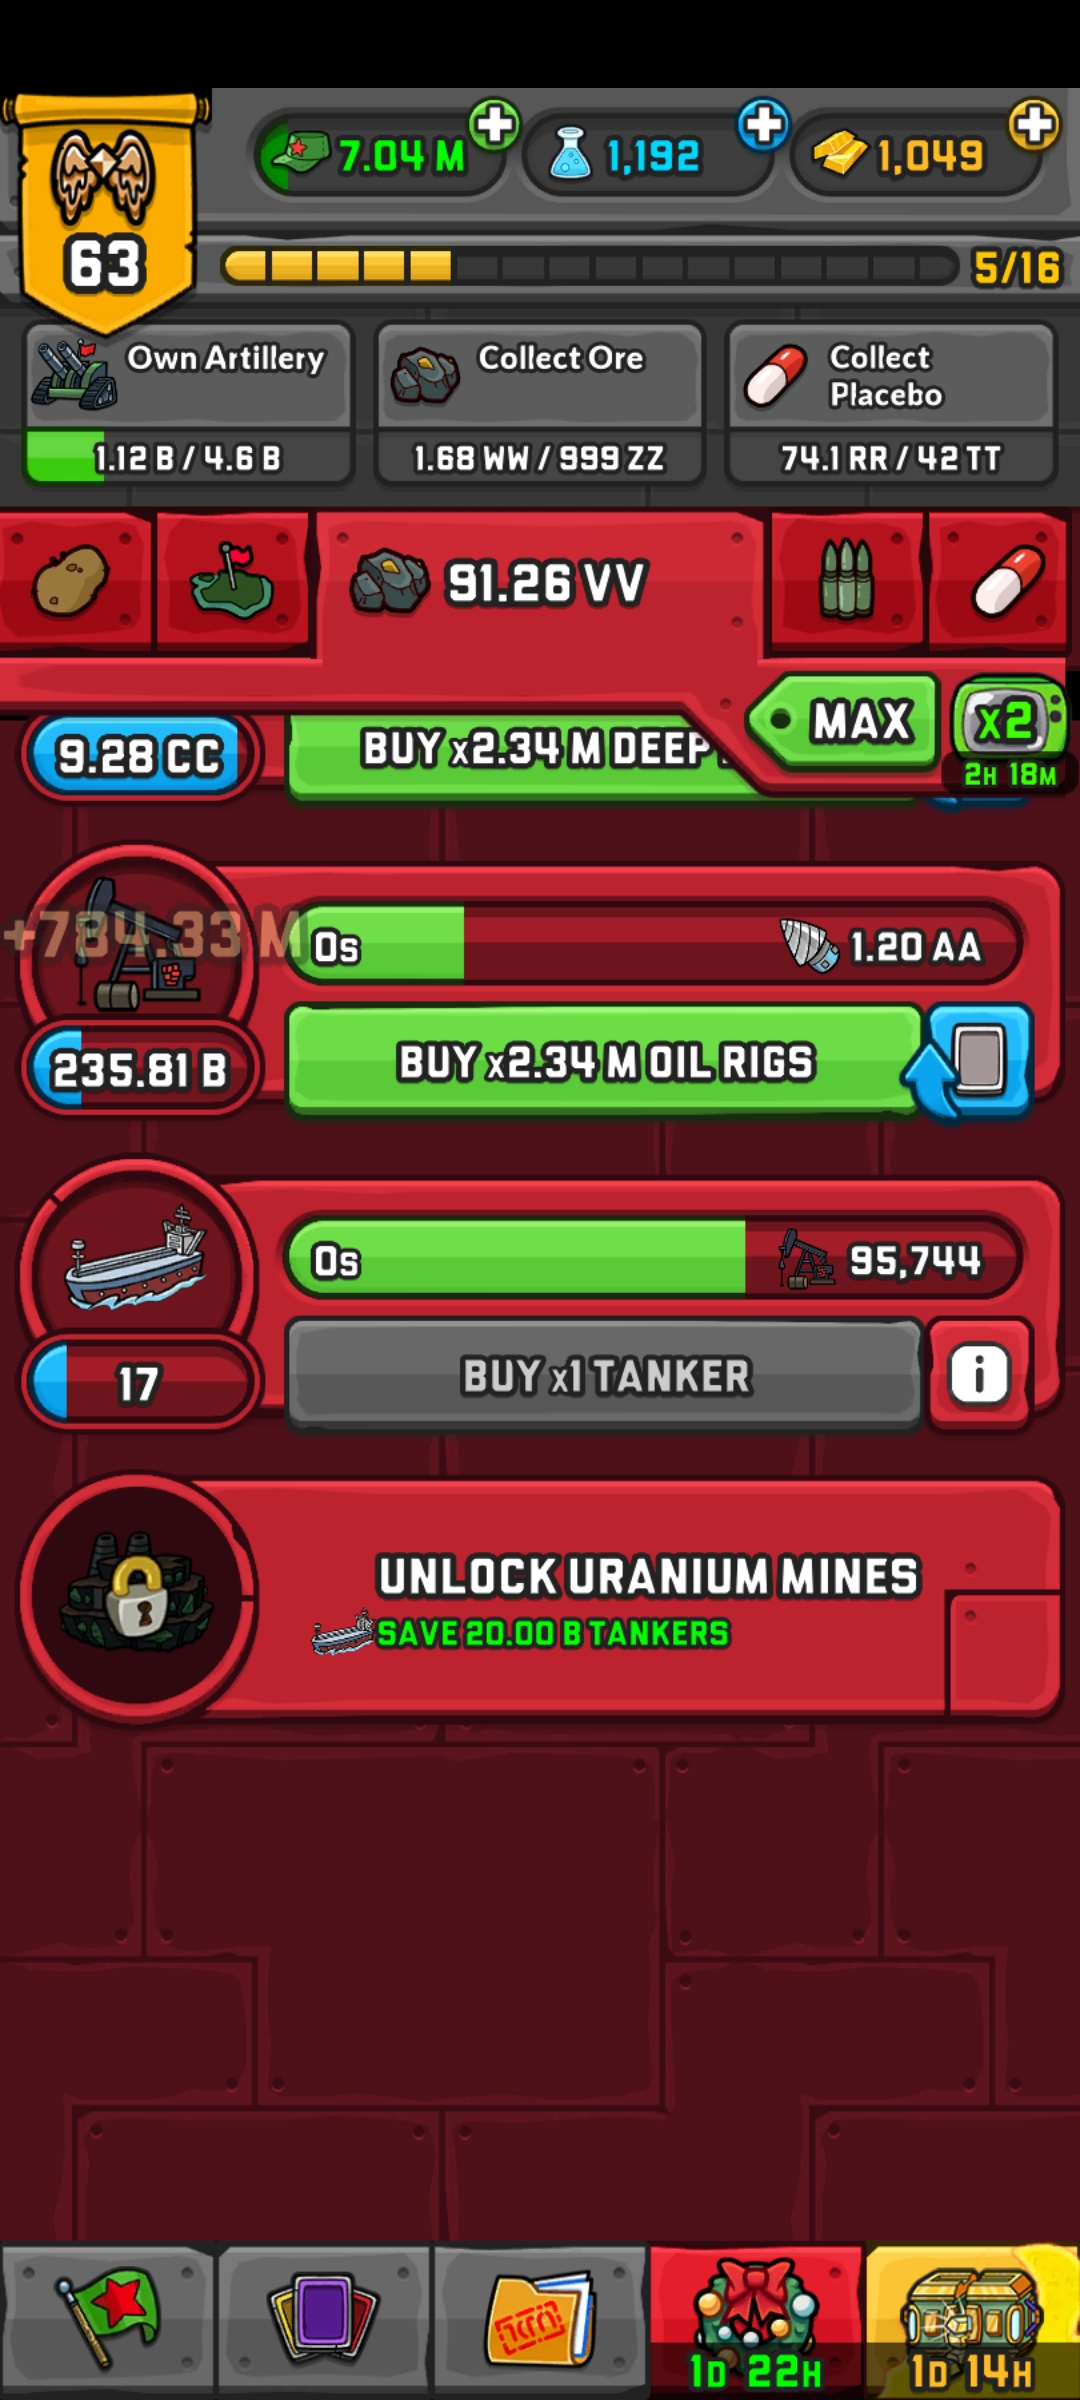 7.04 M
1,192
1,049
63
5/16
Own Artillery
1.12 B / 4.6 B
Collect Ore
1.68 WW / 999 ZZ
Collect
Placebo
74.1 RR / 42 TT
91.26 VV
MAX
x2
2H 18M
9.28 CC
BUY x2.34 M DEEP
+784.33 M
0s
1.20 AA
235.81 B
BUY x2.34 M OIL RIGS
0s
95,744
17
BUY x1 TANKER
i
UNLOCK URANIUM MINES
SAVE 20.00 B TANKERS
1D 22H
1D 14H